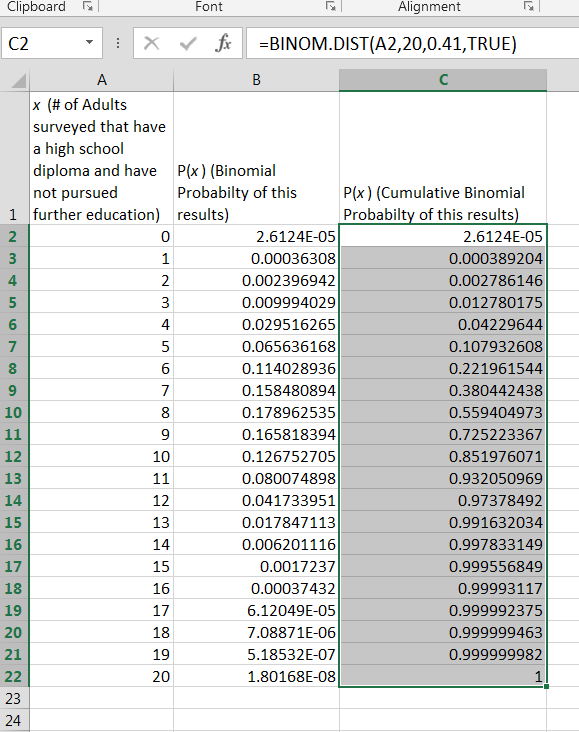 Clipboard Font Alignment
C2 fx =BINOM.DIST(A2,20,0.41,TRUE)
A B C
1 x (# of Adults surveyed that have a high school diploma and have not pursued further education) P(x) (Binomial Probabilty of this results) P(x) (Cumulative Binomial Probabilty of this results)
2 0 2.6124E-05 2.6124E-05
3 1 0.00036308 0.000389204
4 2 0.002396942 0.002786146
5 3 0.009994029 0.012780175
6 4 0.029516265 0.04229644
7 5 0.065636168 0.107932608
8 6 0.114028936 0.221961544
9 7 0.158480894 0.380442438
10 8 0.178962535 0.559404973
11 9 0.165818394 0.725223367
12 10 0.126752705 0.851976071
13 11 0.080074898 0.932050969
14 12 0.041733951 0.97378492
15 13 0.017847113 0.991632034
16 14 0.006201116 0.997833149
17 15 0.0017237 0.999556849
18 16 0.00037432 0.99993117
19 17 6.12049E-05 0.999992375
20 18 7.08871E-06 0.999999463
21 19 5.18532E-07 0.999999982
22 20 1.80168E-08 1
23
24